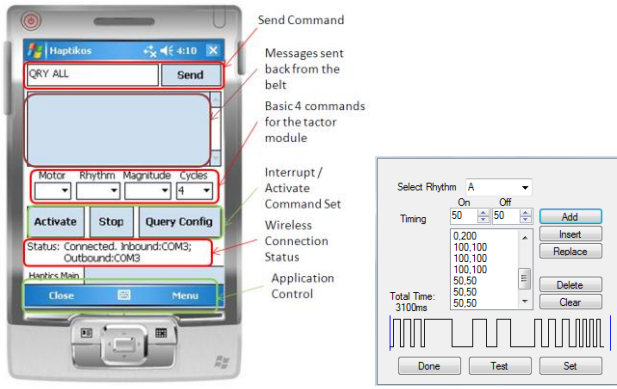 Send Command
Haptikos 4:10
QRY ALL Send
Messages sent
back from the
belt
Basic 4 commands
for the tactor
module
Motor Rhythm Magnitude Cycles
4
Interrupt /
Activate
Command Set
Activate Stop Query Config
Wireless
Connection
Status
Status: Connected. Inbound:COM3;
Outbound:COM3
Application
Control
Haptics Main
Close Menu
Select Rhythm A
On Off
Timing 50 50 Add
Insert
Replace
0,200
100,100
100,100
100,100
50,50
50,50
50,50
Delete
Clear
Total Time:
3100ms
Done Test Set